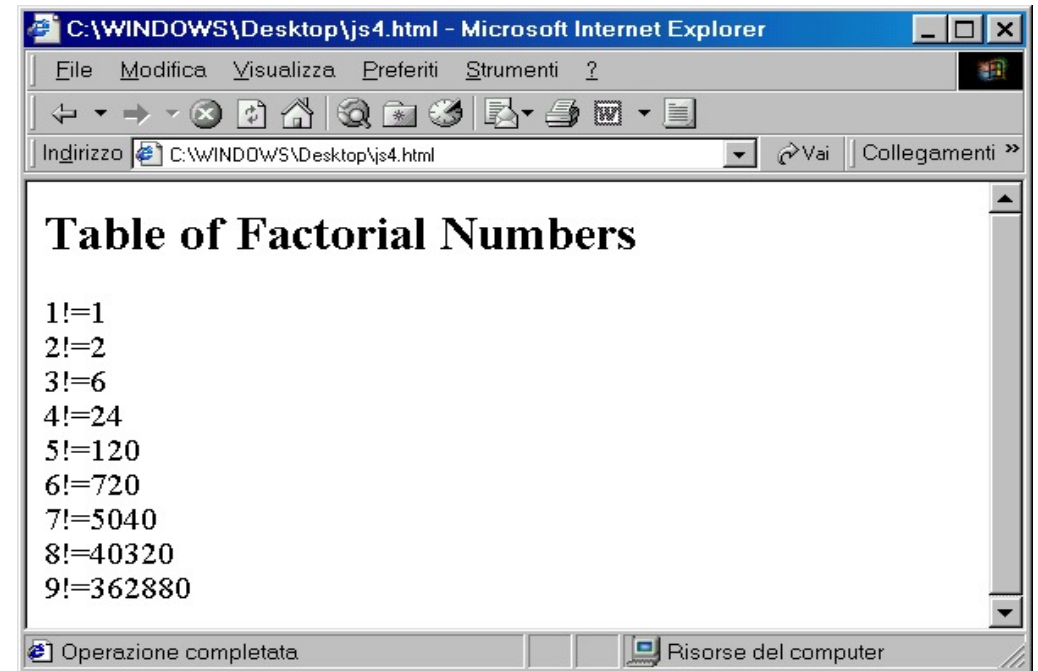 C:\WINDOWS\Desktop\js4.html - Microsoft Internet Explorer
File Modifica Visualizza Preferiti Strumenti ?
Indirizzo C:\WINDOWS\Desktop\js4.html Vai Collegamenti »
Table of Factorial Numbers
1!=1
2!=2
3!=6
4!=24
5!=120
6!=720
7!=5040
8!=40320
9!=362880
Operazione completata Risorse del computer